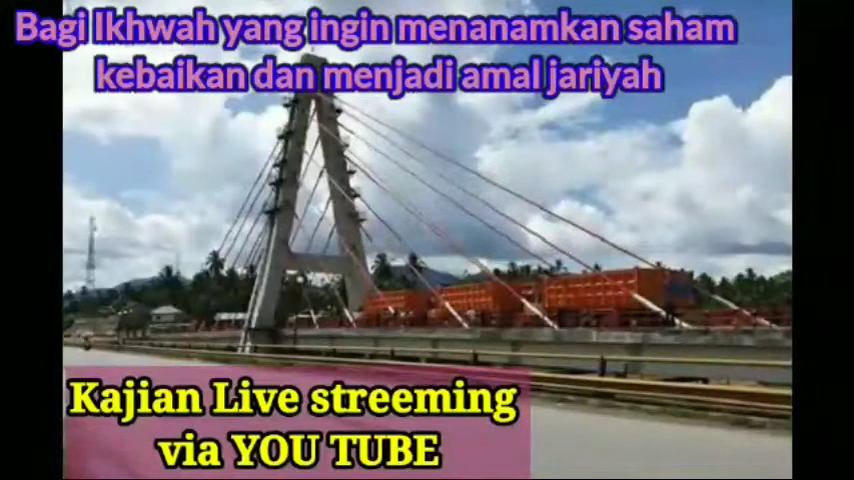 Bagi Ikhwah yang ingin menanamkan saham
kebaikan dan menjadi amal jariyah
Kajian Live streeming
via YOU TUBE